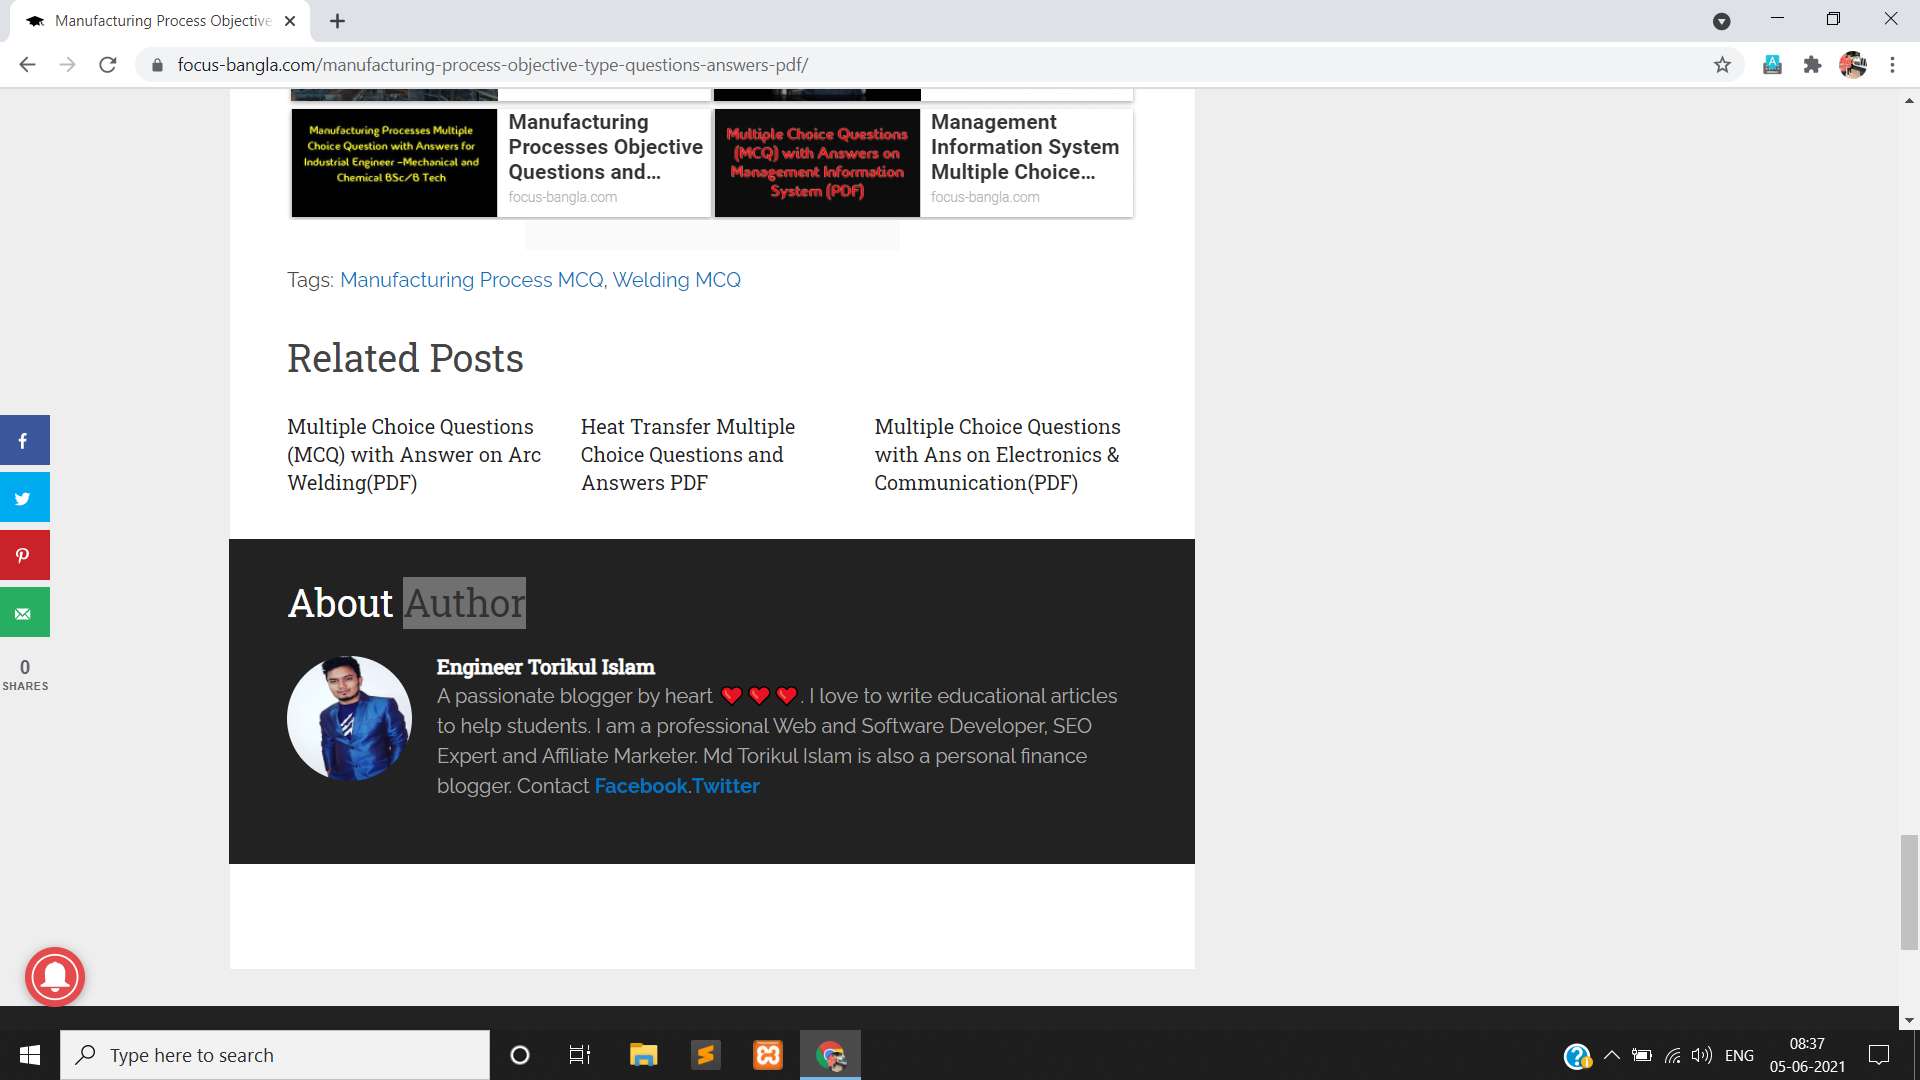 Manufacturing Process Objective
focus-bangla.com/manufacturing-process-objective-type-questions-answers-pdf/
Manufacturing Processes Multiple
Choice Question with Answers for
Industrial Engineer –Mechanical and
Chemical BSc/B Tech
Manufacturing
Processes Objective
Questions and...
focus-bangla.com
Multiple Choice Questions
(MCQ) with Answers on
Management Information
System (PDF)
Management
Information System
Multiple Choice...
focus-bangla.com
Tags: Manufacturing Process MCQ, Welding MCQ
Related Posts
Multiple Choice Questions
(MCQ) with Answer on Arc
Welding(PDF)
Heat Transfer Multiple
Choice Questions and
Answers PDF
Multiple Choice Questions
with Ans on Electronics &
Communication(PDF)
0
SHARES
About Author
Engineer Torikul Islam
A passionate blogger by heart ❤❤❤. I love to write educational articles
to help students. I am a professional Web and Software Developer, SEO
Expert and Affiliate Marketer. Md Torikul Islam is also a personal finance
blogger. Contact Facebook.Twitter
Type here to search
ENG
08:37
05-06-2021